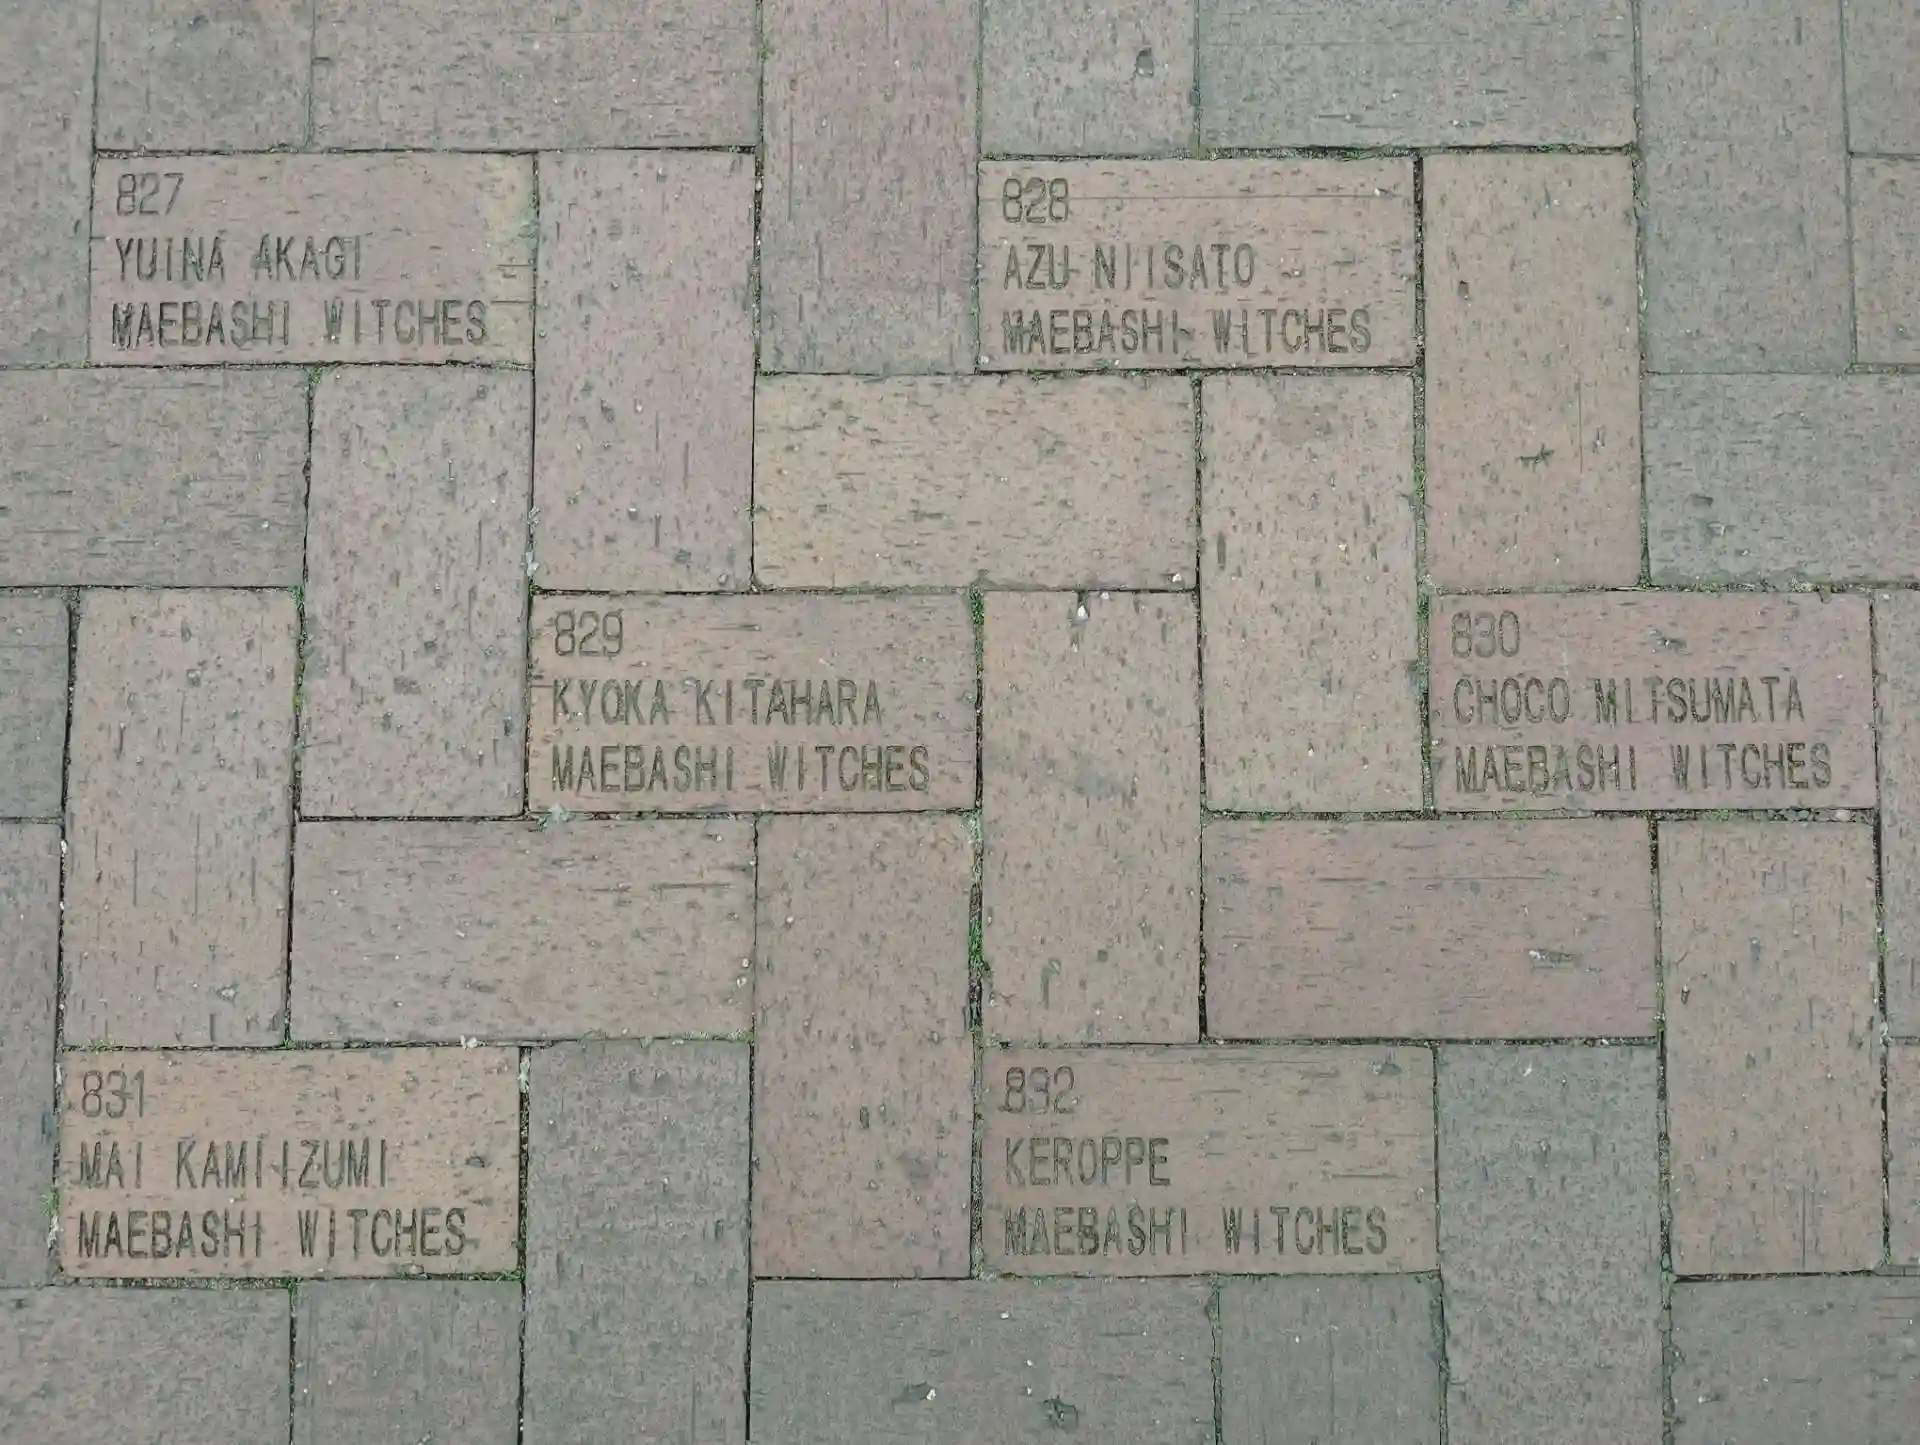 827
YUINA AKAGI
MAEBASHI WITCHES
828
AZU NIISATO
MAEBASHI WITCHES
829
KYOKA KITAHARA
MAEBASHI WITCHES
830
CHOCO MITSUMATA
MAEBASHI WITCHES
831
MAI KAMIIZUMI
MAEBASHI WITCHES
832
KEROPPE
MAEBASHI WITCHES